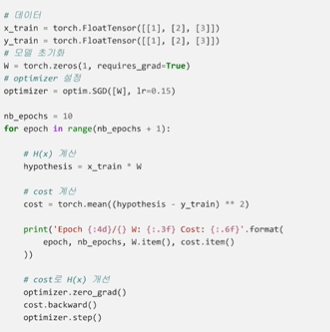 # 데이터
x_train = torch.FloatTensor([[1], [2], [3]])
y_train = torch.FloatTensor([[1], [2], [3]])
# 모델 초기화
W = torch.zeros(1, requires_grad=True)
# optimizer 설정
optimizer = optim.SGD([W], lr=0.15)

nb_epochs = 10
for epoch in range(nb_epochs + 1):

    # H(x) 계산
    hypothesis = x_train * W

    # cost 계산
    cost = torch.mean((hypothesis - y_train) ** 2)

    print('Epoch {:4d}/{} W: {:.3f} Cost: {:.6f}'.format(
        epoch, nb_epochs, W.item(), cost.item()
    ))

    # cost로 H(x) 개선
    optimizer.zero_grad()
    cost.backward()
    optimizer.step()